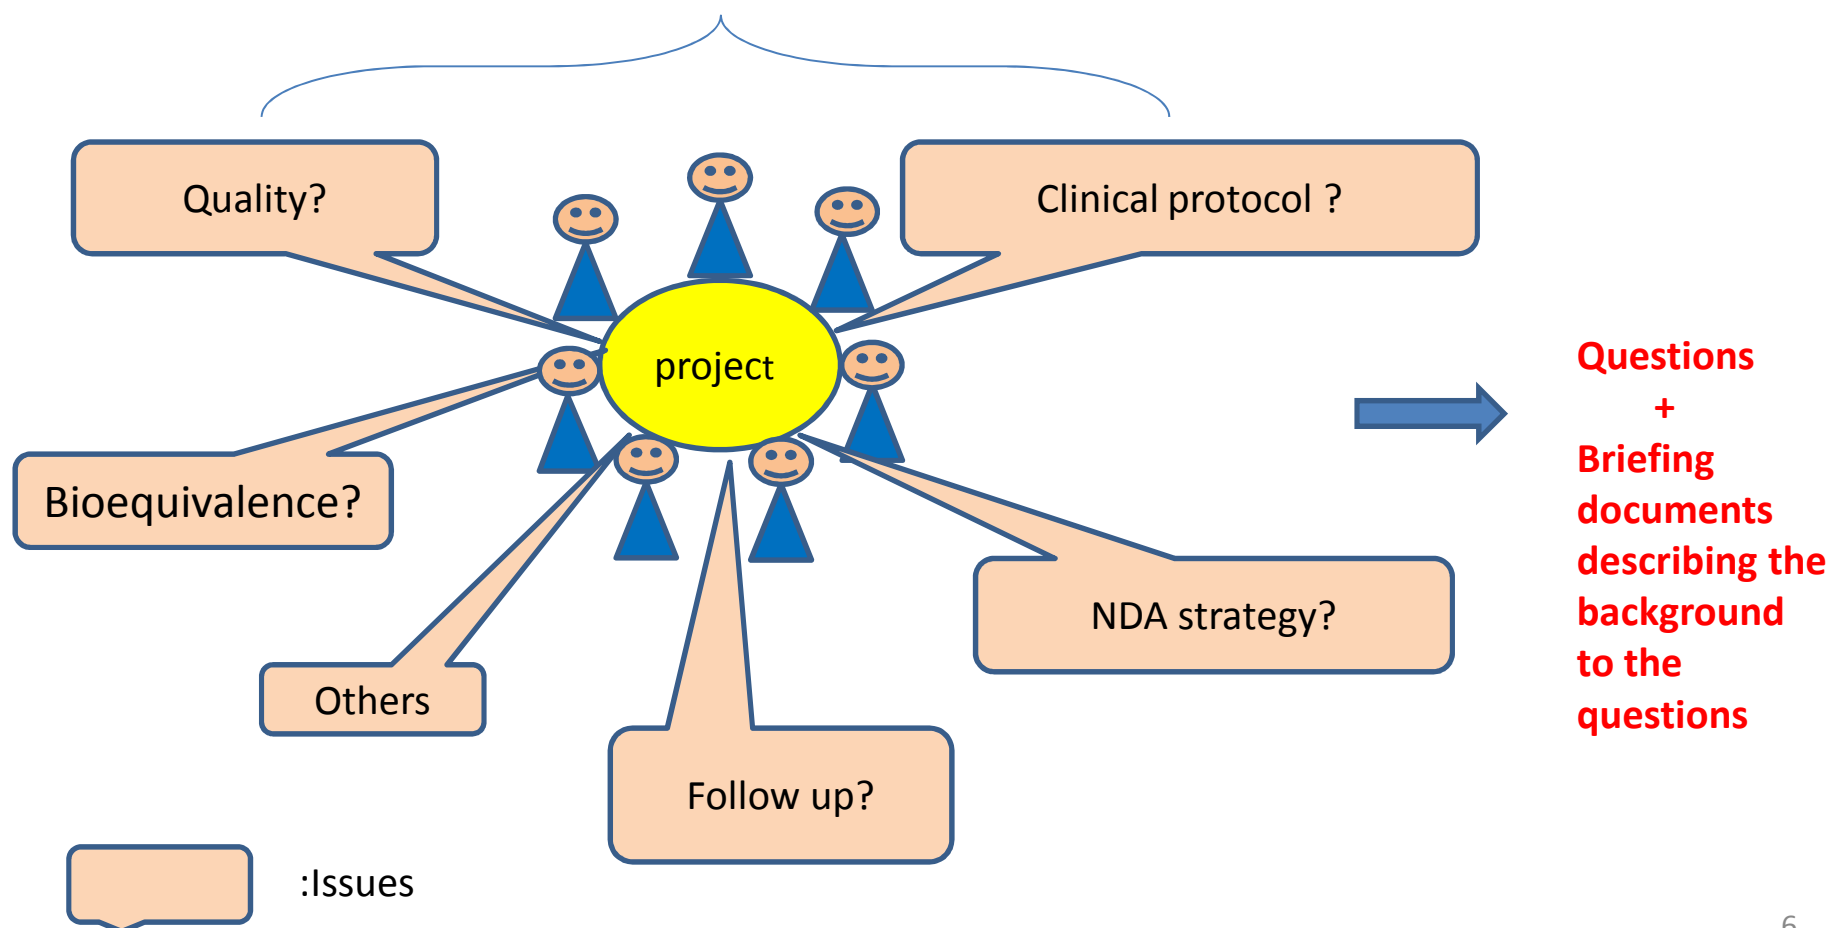 Quality?
Clinical protocol ?
project
Bioequivalence?
NDA strategy?
Others
Follow up?
:Issues
Questions
+
Briefing
documents
describing the
background
to the
questions
6